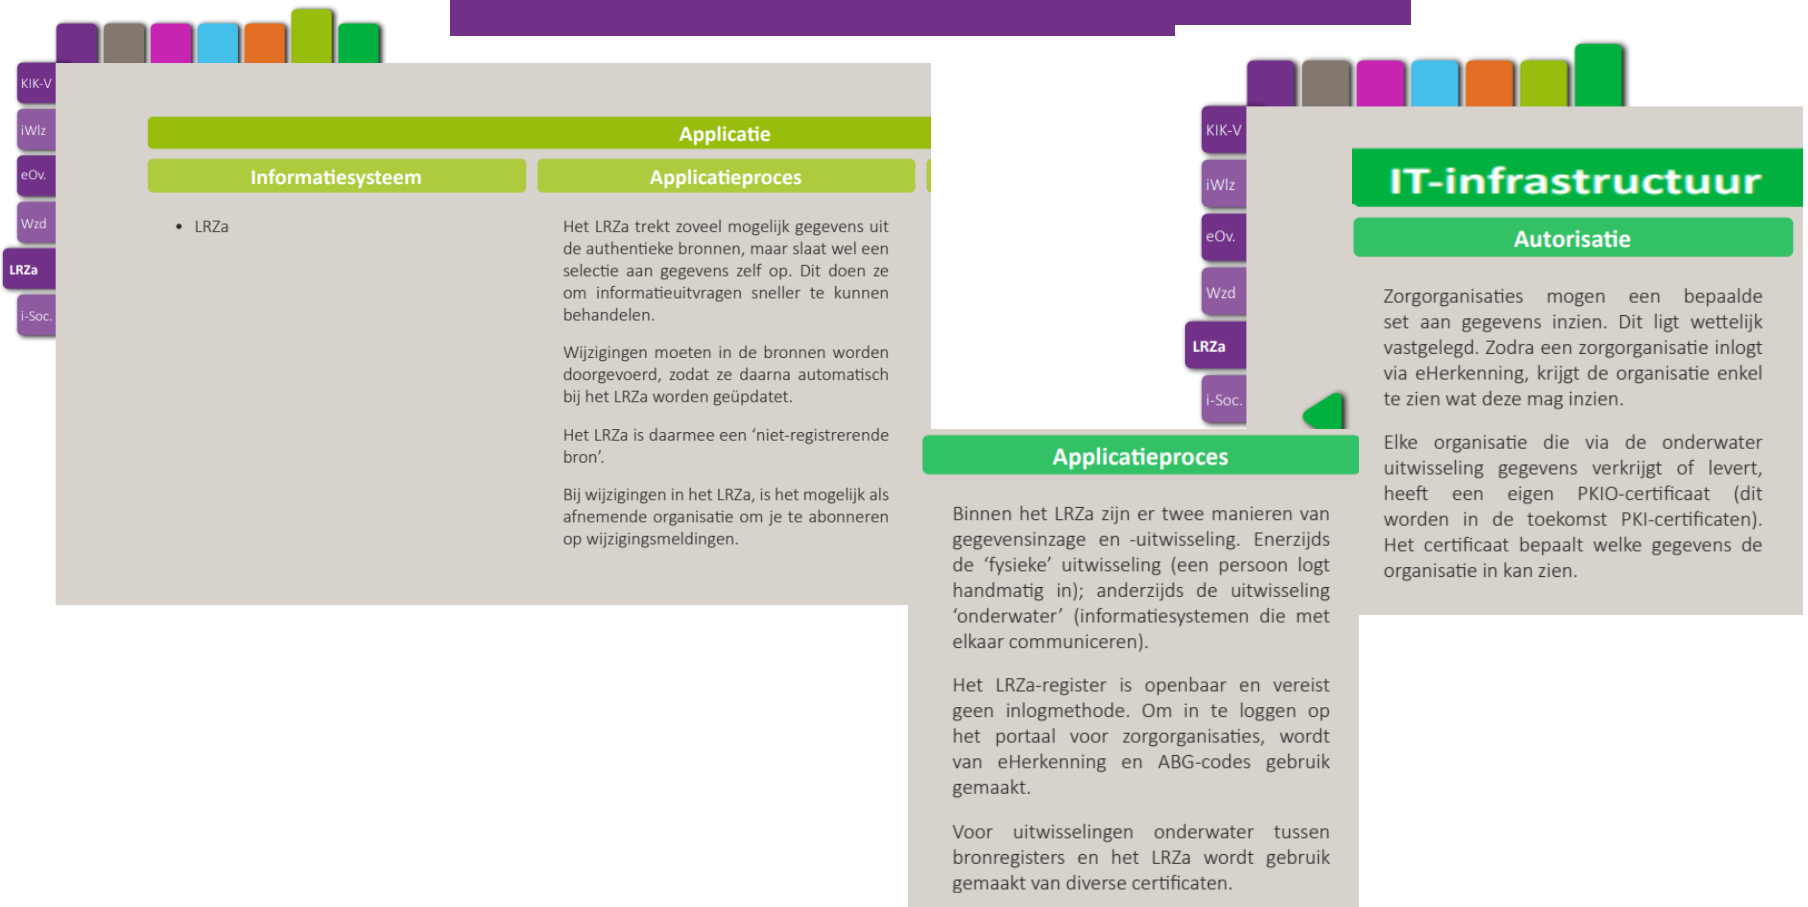 KIK-V
iWlz
eOv.
Wzd
LRZa
i-Soc.
Applicatie
Informatiesysteem
Applicatieproces
• LRZa
Het LRZa trekt zoveel mogelijk gegevens uit
de authentieke bronnen, maar slaat wel een
selectie aan gegevens zelf op. Dit doen ze
om informatieuitvragen sneller te kunnen
behandelen.
Wijzigingen moeten in de bronnen worden
doorgevoerd, zodat ze daarna automatisch
bij het LRZa worden geüpdatet.
Het LRZa is daarmee een ‘niet-registrerende
bron’.
Bij wijzigingen in het LRZa, is het mogelijk als
afnemende organisatie om je te abonneren
op wijzigingsmeldingen.
Applicatieproces
Binnen het LRZa zijn er twee manieren van
gegevensinzage en -uitwisseling. Enerzijds
de ‘fysieke’ uitwisseling (een persoon logt
handmatig in); anderzijds de uitwisseling
‘onderwater’ (informatiesystemen die met
elkaar communiceren).
Het LRZa-register is openbaar en vereist
geen inlogmethode. Om in te loggen op
het portaal voor zorgorganisaties, wordt
van eHerkenning en ABG-codes gebruik
gemaakt.
Voor uitwisselingen onderwater tussen
bronregisters en het LRZa wordt gebruik
gemaakt van diverse certificaten.
KIK-V
iWlz
eOv.
Wzd
LRZa
i-Soc.
IT-infrastructuur
Autorisatie
Zorgorganisaties mogen een bepaalde
set aan gegevens inzien. Dit ligt wettelijk
vastgelegd. Zodra een zorgorganisatie inlogt
via eHerkenning, krijgt de organisatie enkel
te zien wat deze mag inzien.
Elke organisatie die via de onderwater
uitwisseling gegevens verkrijgt of levert,
heeft een eigen PKIO-certificaat (dit
worden in de toekomst PKI-certificaten).
Het certificaat bepaalt welke gegevens de
organisatie in kan zien.